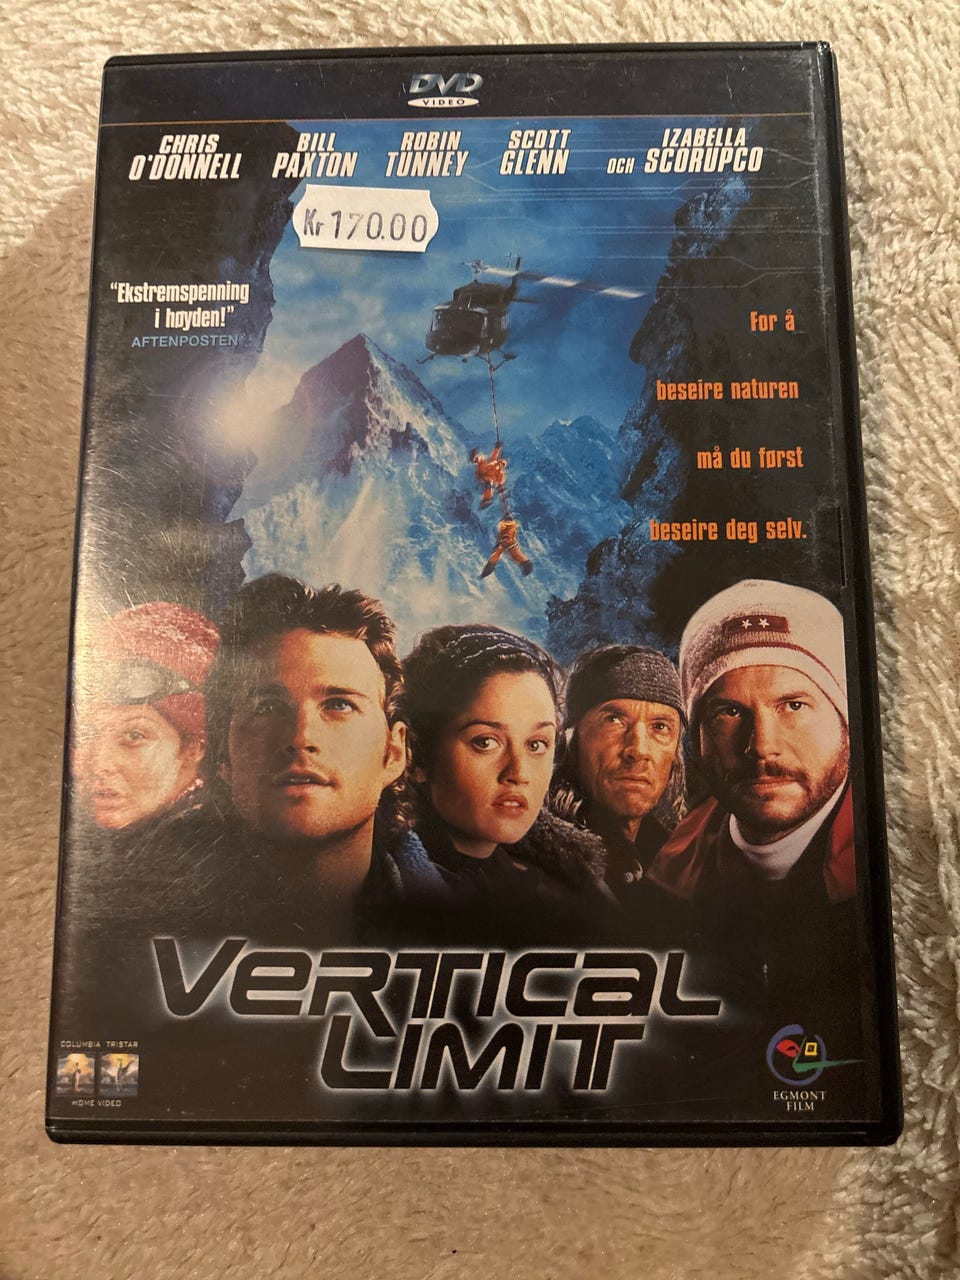 DVD
VIDEO
CHRIS
O'DONNELL
BILL
PAXTON
ROBIN
TUNNEY
SCOTT
GLENN
OCH
IZABELLA
SCORUPCO
Kr 170.00
"Ekstremspenning
i høyden!"
AFTENPOSTEN
For å
beseire naturen
må du først
beseire deg selv.
VERTICAL
LIMIT
COLUMBIA TRISTAR
HOME VIDEO
EGMONT
FILM